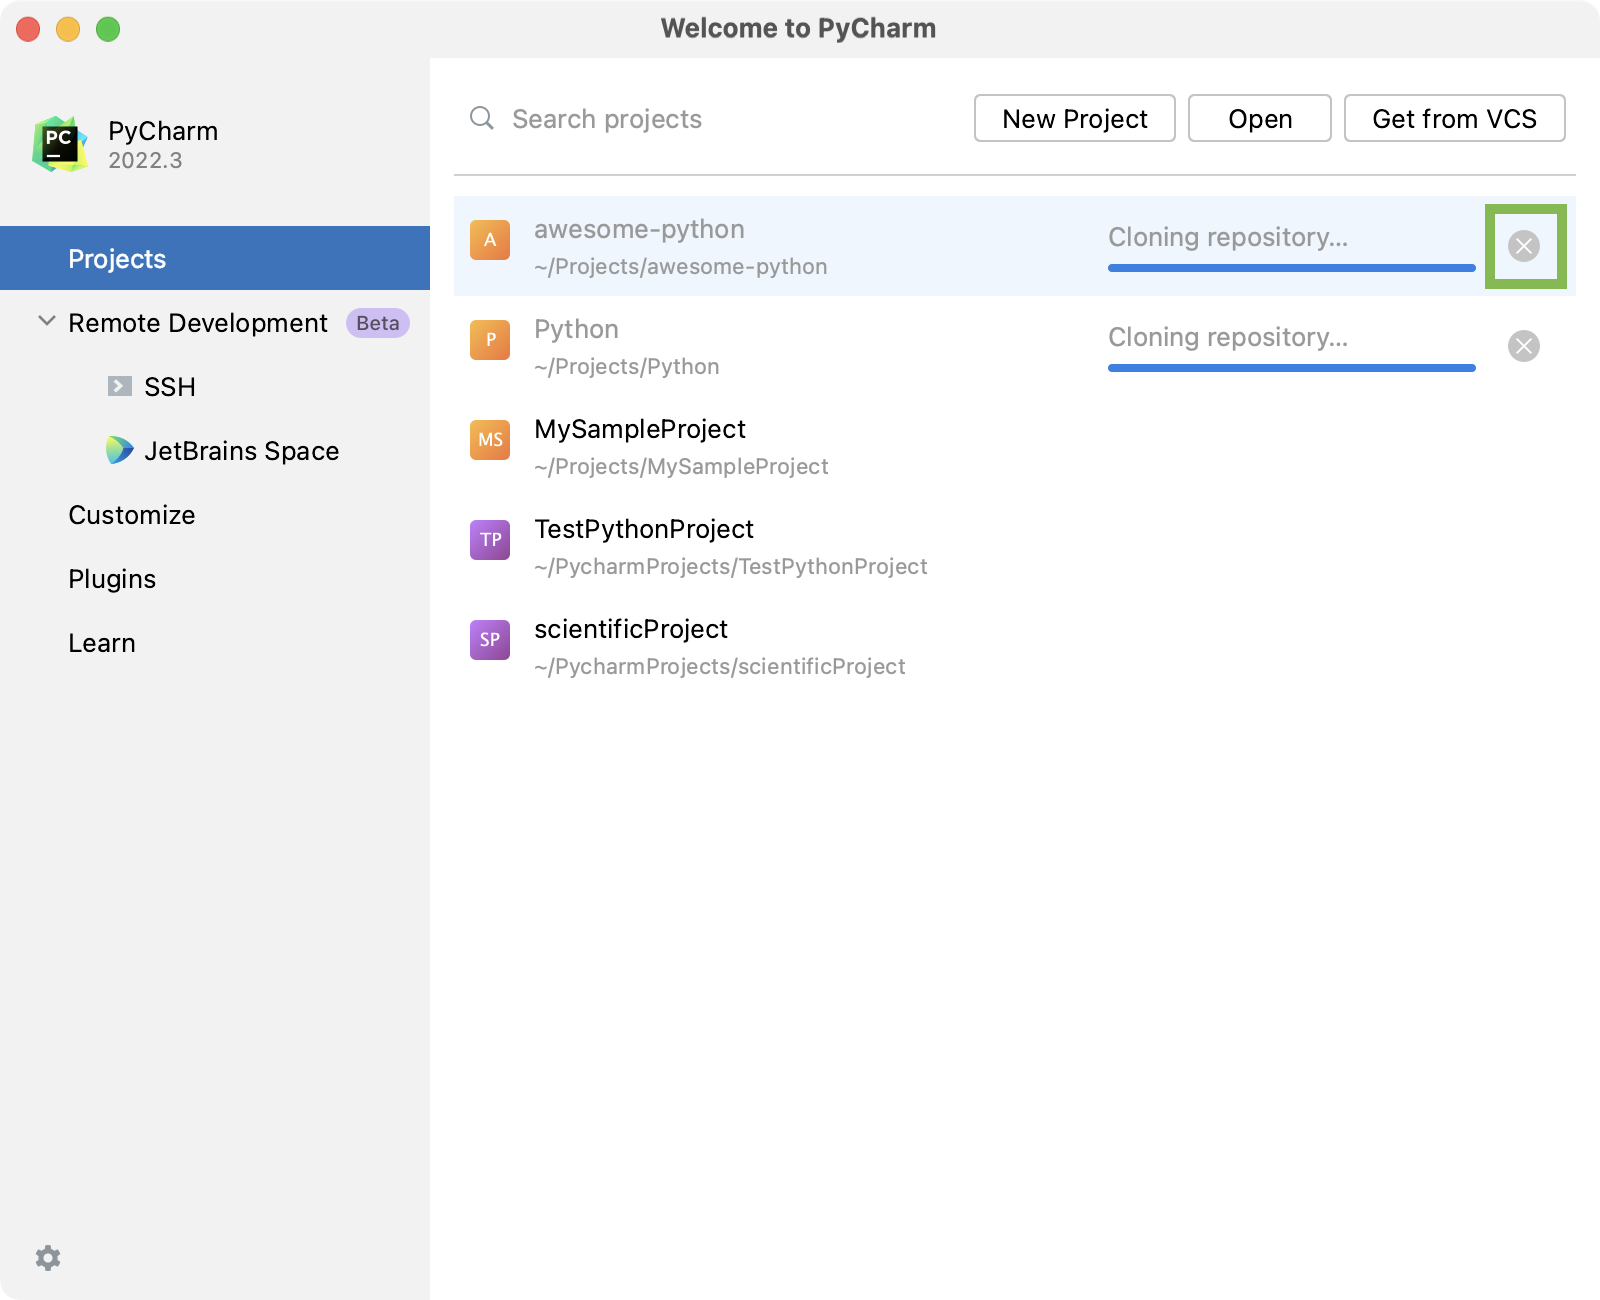 Welcome to PyCharm
PC
PyCharm
2022.3
Search projects
New Project
Open
Get from VCS
Projects
Remote Development Beta
SSH
JetBrains Space
Customize
Plugins
Learn
A
awesome-python
~/Projects/awesome-python
Cloning repository...
P
Python
~/Projects/Python
Cloning repository...
MS
MySampleProject
~/Projects/MySampleProject
TP
TestPythonProject
~/PycharmProjects/TestPythonProject
SP
scientificProject
~/PycharmProjects/scientificProject